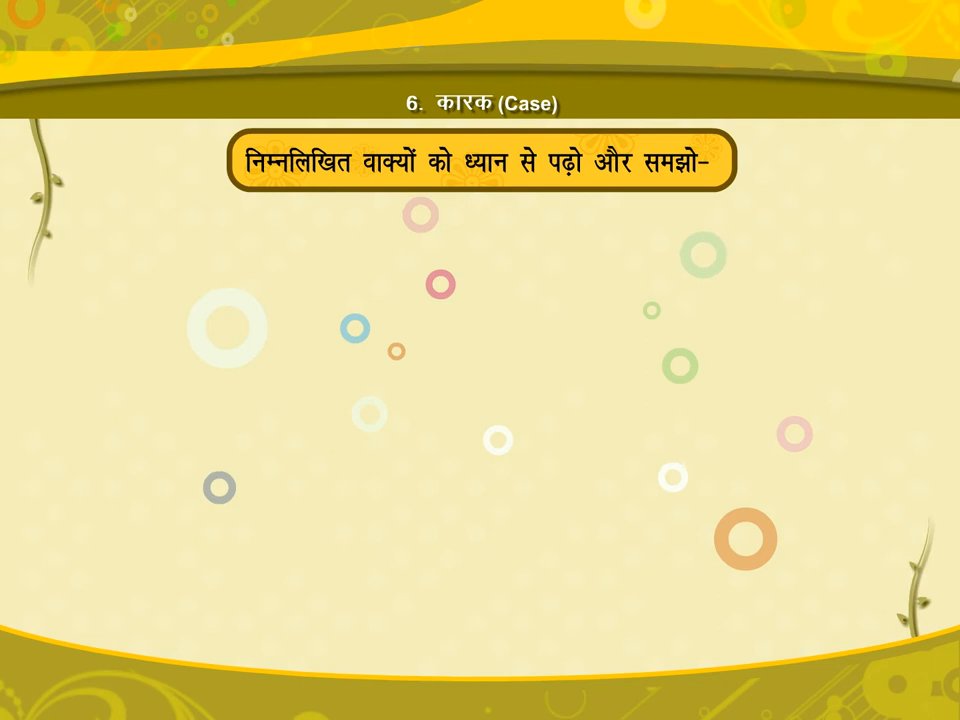 6. कारक (Case)
निम्नलिखित वाक्यों को ध्यान से पढ़ो और समझो-